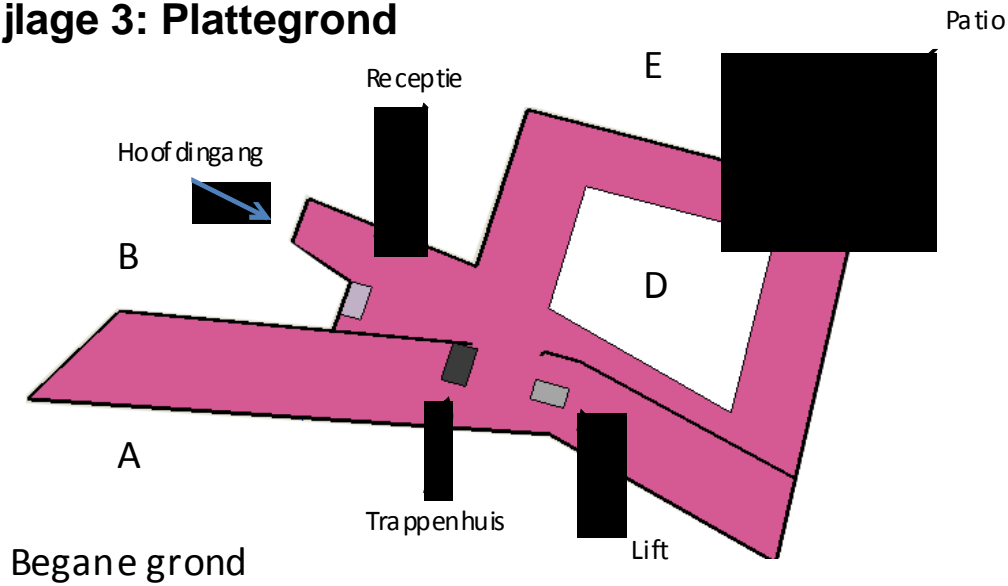 jlage 3: Plattegrond
Patio
E
Receptie
Hoofdingang
B
D
A
Trappenhuis
Lift
Begane grond